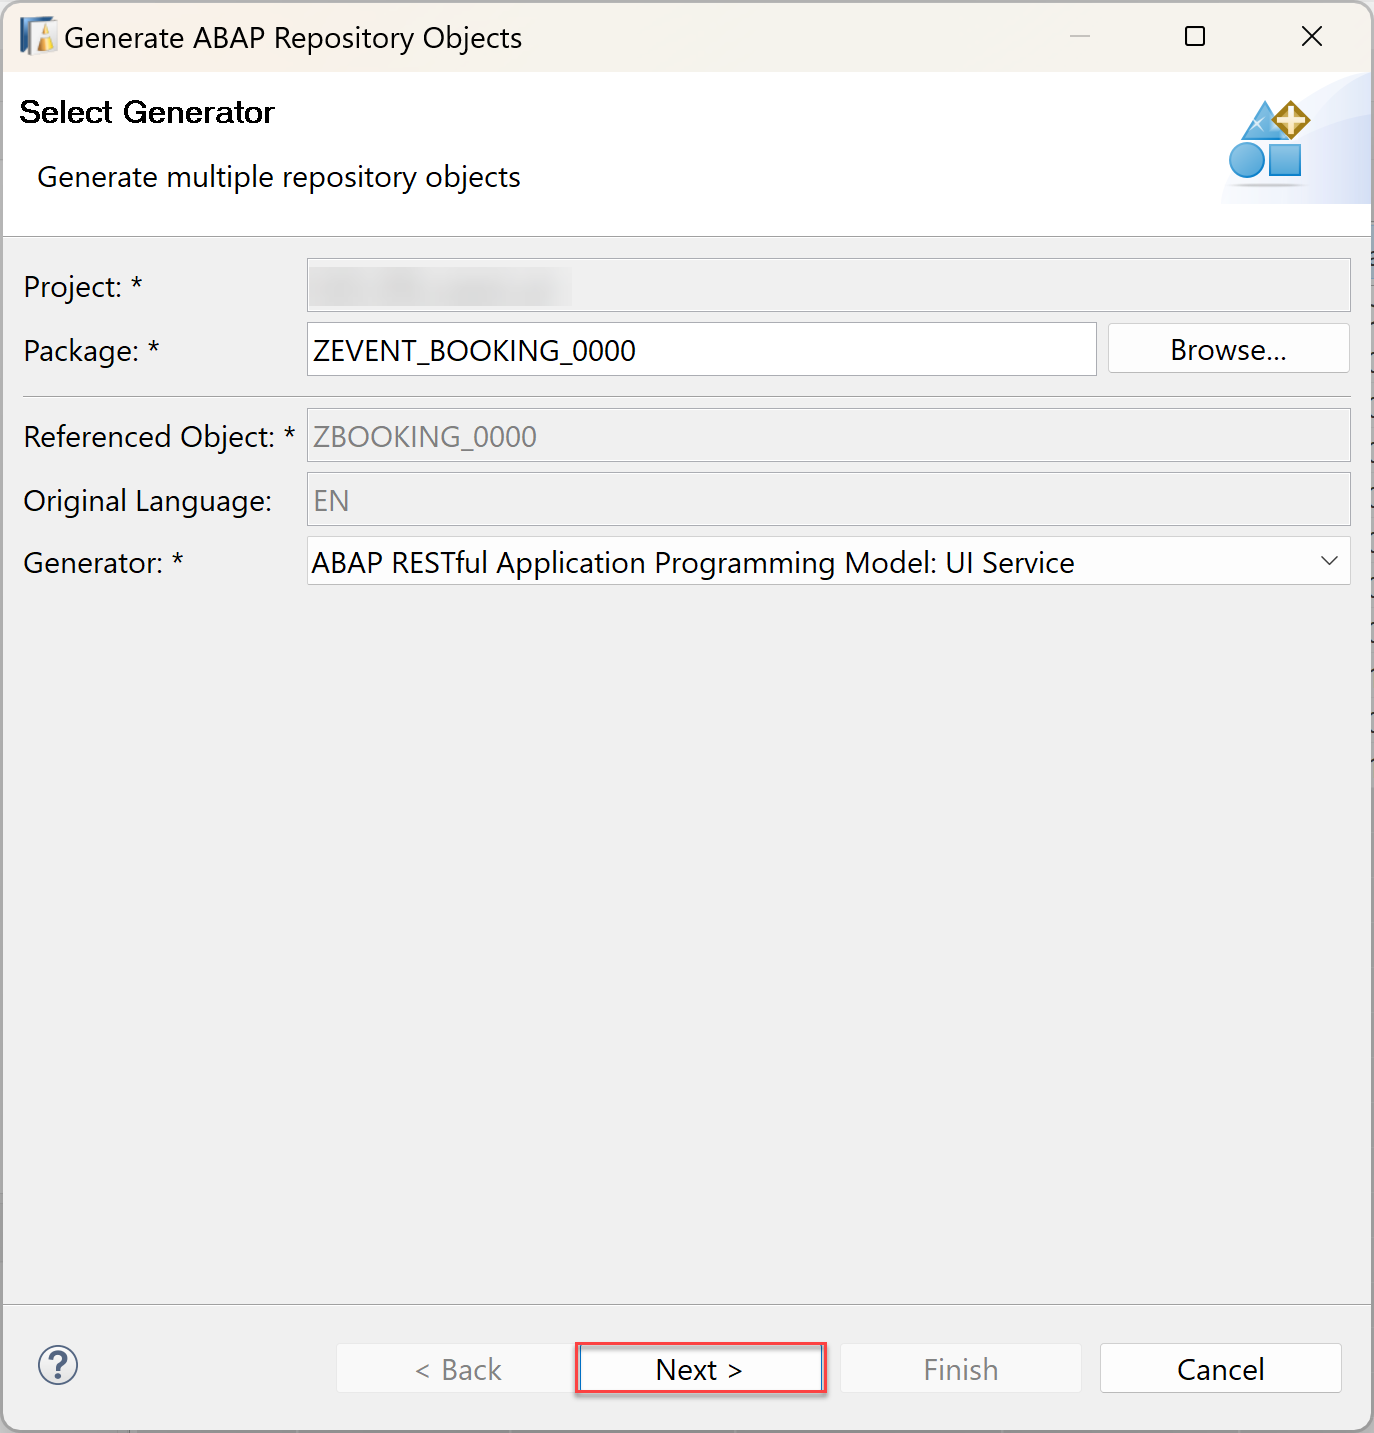 Generate ABAP Repository Objects
Select Generator
Generate multiple repository objects
Project: *
Package: * ZEVENT_BOOKING_0000 Browse...
Referenced Object: * ZBOOKING_0000
Original Language: EN
Generator: * ABAP RESTful Application Programming Model: UI Service
? < Back Next > Finish Cancel